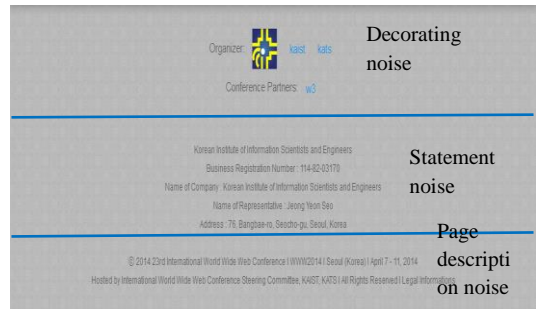 Organizer: kaist kats
Decorating
noise
Conference Partners: w3
Korean Institute of Information Scientists and Engineers
Business Registration Number : 114-82-03170
Name of Company : Korean Institute of Information Scientists and Engineers
Name of Representative : Jeong Yeon Seo
Address : 76, Bangbae-ro, Seocho-gu, Seoul, Korea
Statement
noise
© 2014 23rd International World Wide Web Conference I WWW2014 I Seoul (Korea) I April 7 - 11, 2014
Hosted by International World Wide Web Conference Steering Committee, KAIST, KATS I All Rights Reserved I Legal Informations
Page
descripti
on noise